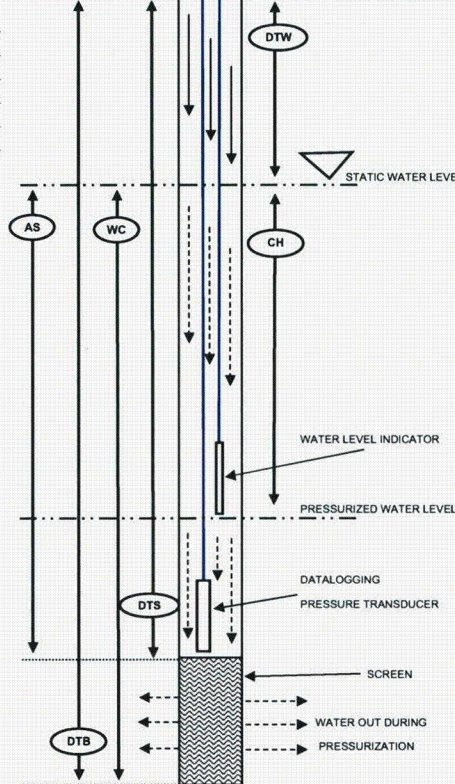 DTW
STATIC WATER LEVE
AS
WC
CH
WATER LEVEL INDICATOR
PRESSURIZED WATER LEVEL
DATALOGGING
DTS
PRESSURE TRANSDUCER
SCREEN
WATER OUT DURING
DTB
PRESSURIZATION